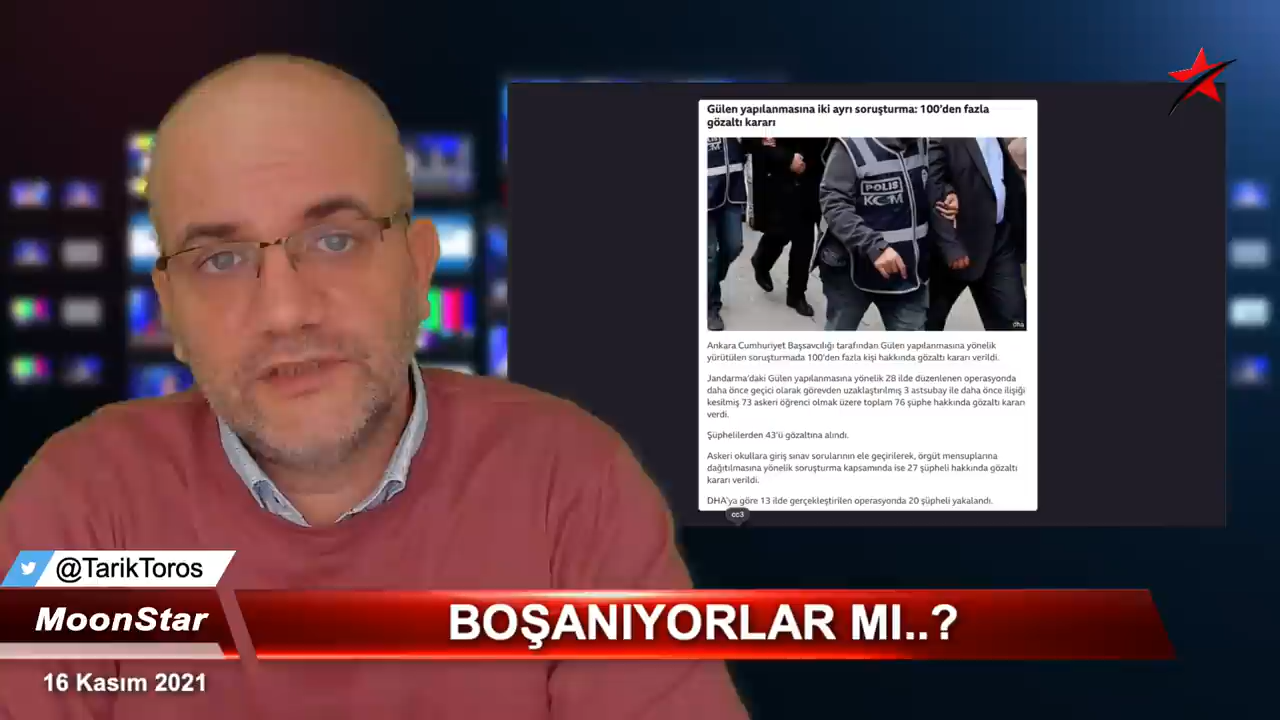 Gülen yapılanmasına iki ayrı soruşturma: 100'den fazla
gözaltı kararı
POLİS
KOM
dha
Ankara Cumhuriyet Başsavcılığı tarafından Gülen yapılanmasına yönelik
yürütülen soruşturmada 100'den fazla kişi hakkında gözaltı kararı verildi.
Jandarma'daki Gülen yapılanmasına yönelik 28 ilde düzenlenen operasyonda
daha önce geçici olarak görevden uzaklaştırılmış 3 astsubay ile daha önce ilişiği
kesilmiş 73 askeri öğrenci olmak üzere toplam 76 şüphe hakkında gözaltı kararı
verdi.
Şüphelilerden 43'ü gözaltına alındı.
Askeri okullara giriş sınav sorularının ele geçirilerek, örgüt mensuplarına
dağıtılmasına yönelik soruşturma kapsamında ise 27 şüpheli hakkında gözaltı
kararı verildi.
DHA'ya göre 13 ilde gerçekleştirilen operasyonda 20 şüpheli yakalandı.
cc3
@TarikToros
MoonStar
BOŞANIYORLAR MI..?
16 Kasım 2021